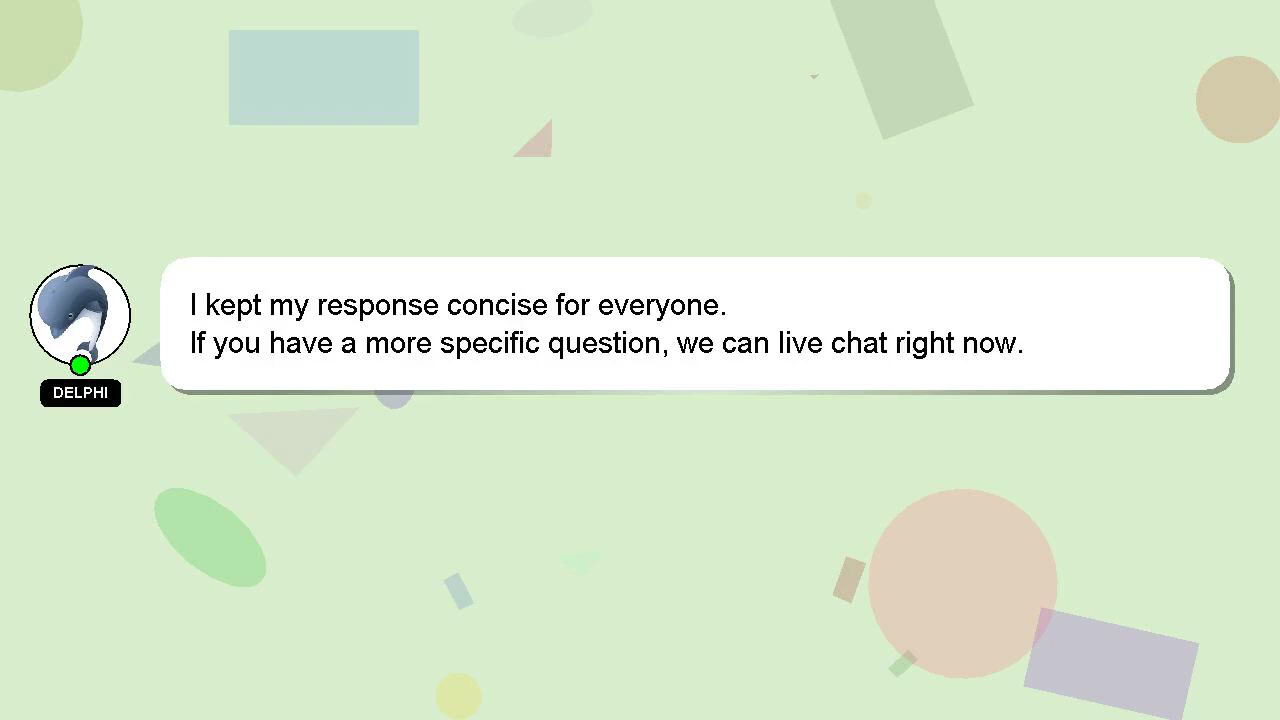 I kept my response concise for everyone.
If you have a more specific question, we can live chat right now.
DELPHI